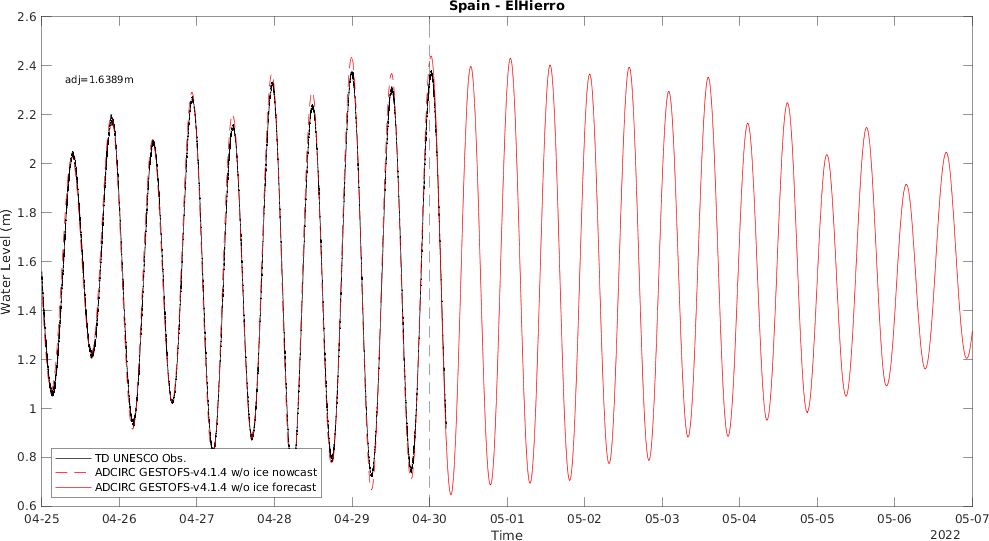 Spain - ElHierro
2.6
2.4
2.2
2
1.8
1.6
1.4
1.2
1
0.8
0.6
Water Level (m)
adj=1.6389m
TD UNESCO Obs.
ADCIRC GESTOFS-v4.1.4 w/o ice nowcast
ADCIRC GESTOFS-v4.1.4 w/o ice forecast
04-25 04-26 04-27 04-28 04-29 04-30 05-01 05-02 05-03 05-04 05-05 05-06 05-07
Time
2022